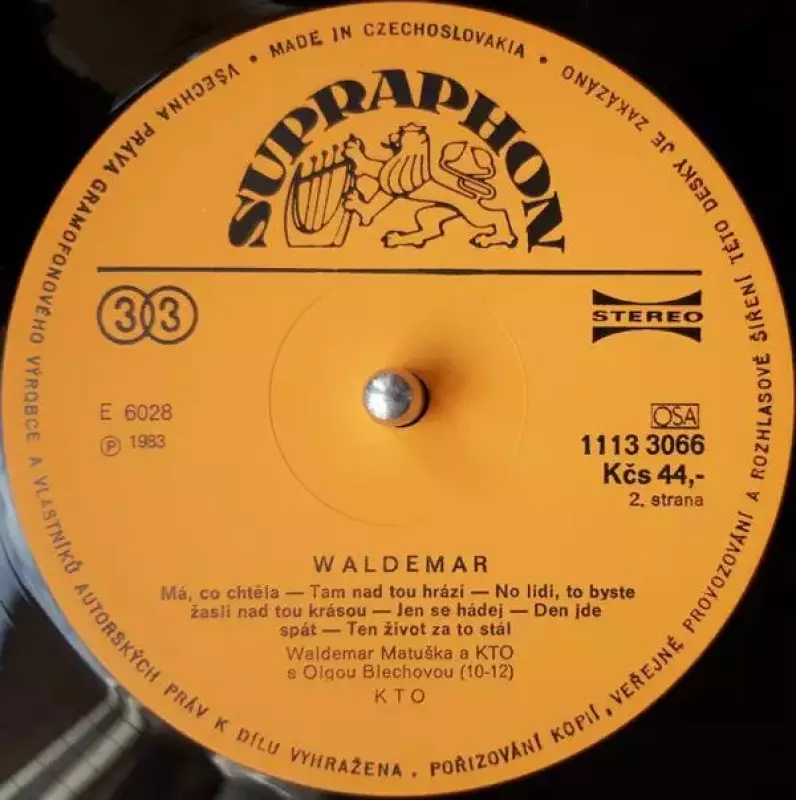 VŠECHNA PRÁVA GRAMOFONOVÉHO VÝROBCE A VLASTNÍKŮ AUTORSKÝCH PRÁV K DÍLU VYHRAŽENA. POŘIZOVÁNÍ KOPIÍ, VEŘEJNÉ PROVOZOVÁNÍ A ROZHLASOVÉ ŠÍŘENÍ TÉTO DESKY JE ZAKÁZÁNO • MADE IN CZECHOSLOVAKIA •
SUPRAPHON
33
STEREO
E 6028
Ⓟ 1983
OSA
1113 3066
Kčs 44,-
2. strana
WALDEMAR
Má, co chtěla — Tam nad tou hrází — No lidi, to byste
žasli nad tou krásou — Jen se hádej — Den jde
spát — Ten život za to stál
Waldemar Matuška a KTO
s Olgou Blechovou (10-12)
KTO